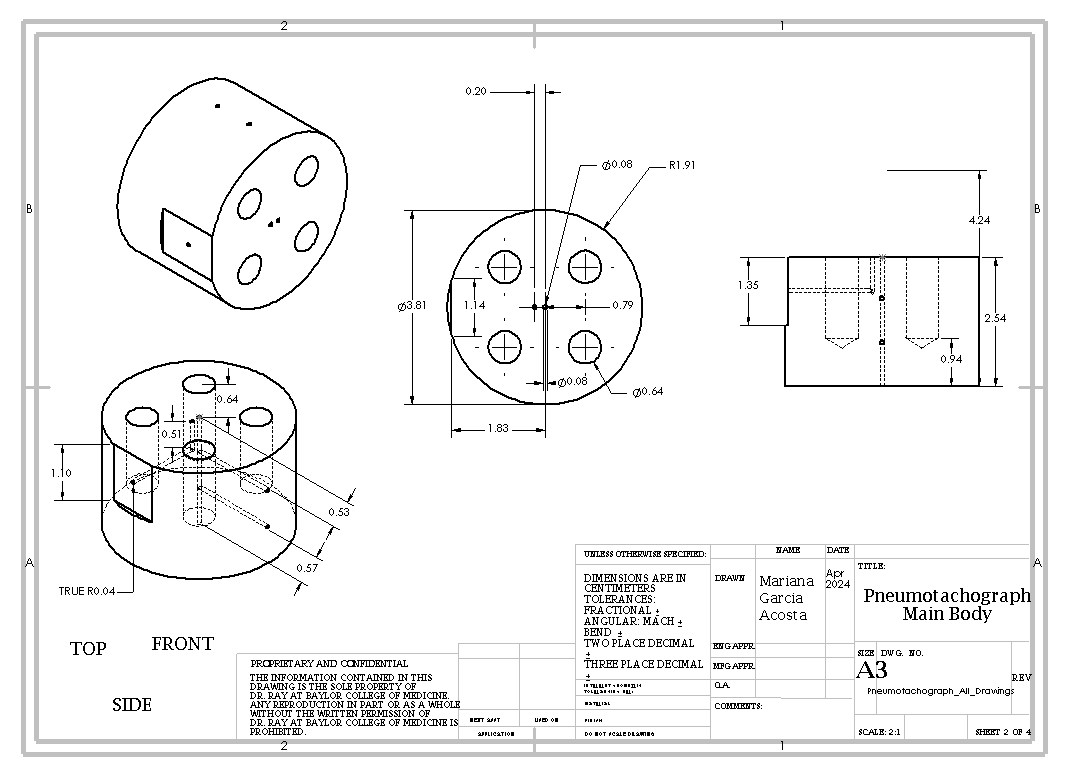 2
1
B
B
A
A
2
1
0.20
Ø0.08
R1.91
Ø3.81
1.14
0.79
Ø0.08
Ø0.64
1.83
4.24
1.35
2.54
0.94
0.64
0.51
1.10
0.53
0.57
TRUE R0.04
TOP
FRONT
SIDE
PROPRIETARY AND CONFIDENTIAL
THE INFORMATION CONTAINED IN THIS
DRAWING IS THE SOLE PROPERTY OF
DR. RAY AT BAYLOR COLLEGE OF MEDICINE.
ANY REPRODUCTION IN PART OR AS A WHOLE
WITHOUT THE WRITTEN PERMISSION OF
DR. RAY AT BAYLOR COLLEGE OF MEDICINE IS
PROHIBITED.
NEXT ASSY
USED ON
APPLICATION
UNLESS OTHERWISE SPECIFIED:
DIMENSIONS ARE IN
CENTIMETERS
TOLERANCES:
FRACTIONAL ±
ANGULAR: MACH ±
BEND ±
TWO PLACE DECIMAL
±
THREE PLACE DECIMAL
±
MATERIAL
FINISH
DO NOT SCALE DRAWING
NAME
DATE
DRAWN
Mariana
Garcia
Acosta
Apr
2024
ENG APPR.
MFG APPR.
Q.A.
COMMENTS:
TITLE:
Pneumotachograph
Main Body
SIZE
DWG. NO.
REV
A3
Pneumotachograph_All_Drawings
SCALE: 2:1
SHEET 2 OF 4